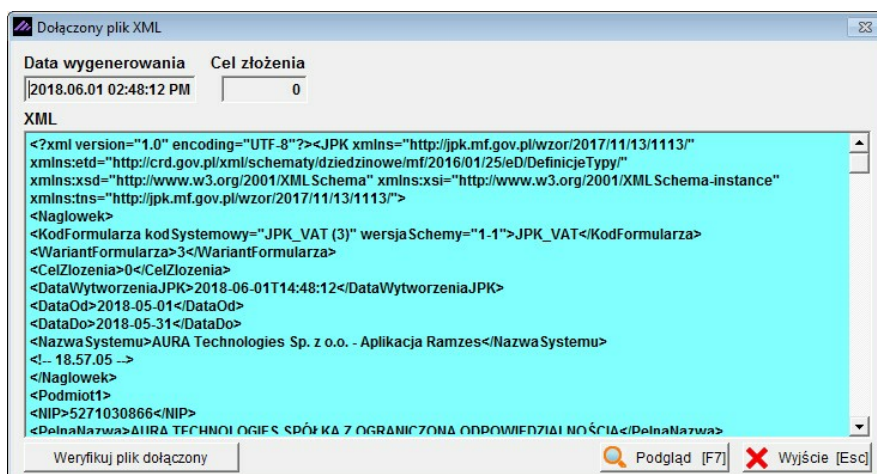 Dołączony plik XML
Data wygenerowania Cel złożenia
2018.06.01 02:48:12 PM 0
XML
<?xml version="1.0" encoding="UTF-8"?><JPK xmlns="http://jpk.mf.gov.pl/wzor/2017/11/13/1113/"
xmlns:etd="http://crd.gov.pl/xml/schematy/dziedzinowe/mf/2016/01/25/eD/DefinicjeTypy/"
xmlns:xsd="http://www.w3.org/2001/XMLSchema" xmlns:xsi="http://www.w3.org/2001/XMLSchema-instance"
xmlns:tns="http://jpk.mf.gov.pl/wzor/2017/11/13/1113/">
<Naglowek>
<KodFormularza kodSystemowy="JPK_VAT (3)" wersjaSchemy="1-1">JPK_VAT</KodFormularza>
<WariantFormularza>3</WariantFormularza>
<CelZlozenia>0</CelZlozenia>
<DataWytworzeniaJPK>2018-06-01T14:48:12</DataWytworzeniaJPK>
<DataOd>2018-05-01</DataOd>
<DataDo>2018-05-31</DataDo>
<NazwaSystemu>AURA Technologies Sp. z o.o. - Aplikacja Ramzes</NazwaSystemu>
<!-- 18.57.05 -->
</Naglowek>
<Podmiot1>
<NIP>5271030866</NIP>
<PelnaNazwa>AURA TECHNOLOGIES SPÓŁKA Z OGRANICZONĄ ODPOWIEDZIALNOŚCIĄ</PelnaNazwa>
Weryfikuj plik dołączony Podgląd [F7] Wyjście [Esc]